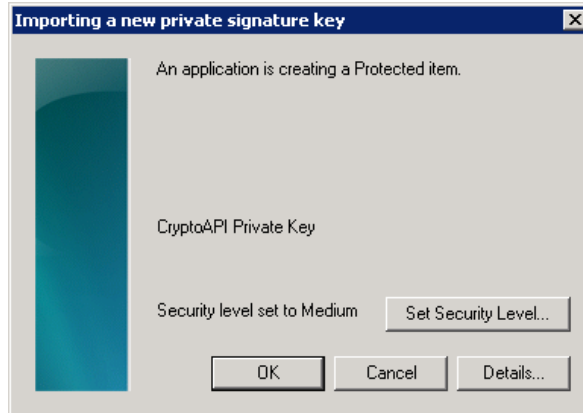 Importing a new private signature key
An application is creating a Protected item.
CryptoAPI Private Key
Security level set to Medium
Set Security Level...
OK
Cancel
Details...